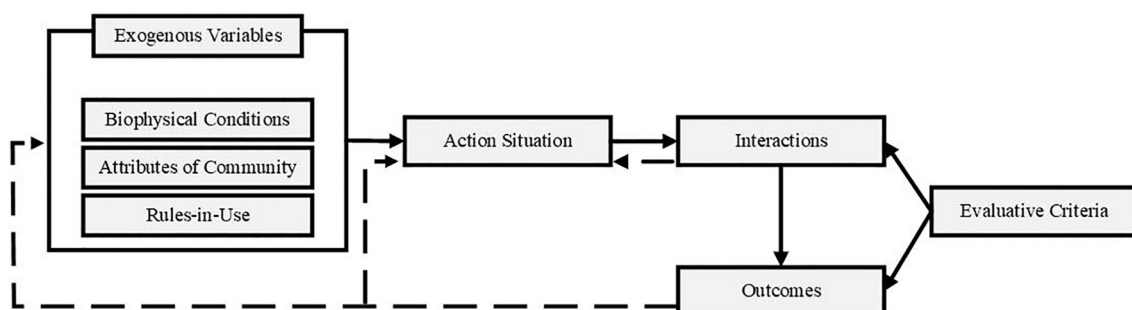 Exogenous Variables
Biophysical Conditions
Attributes of Community
Rules-in-Use
Action Situation
Interactions
Evaluative Criteria
Outcomes